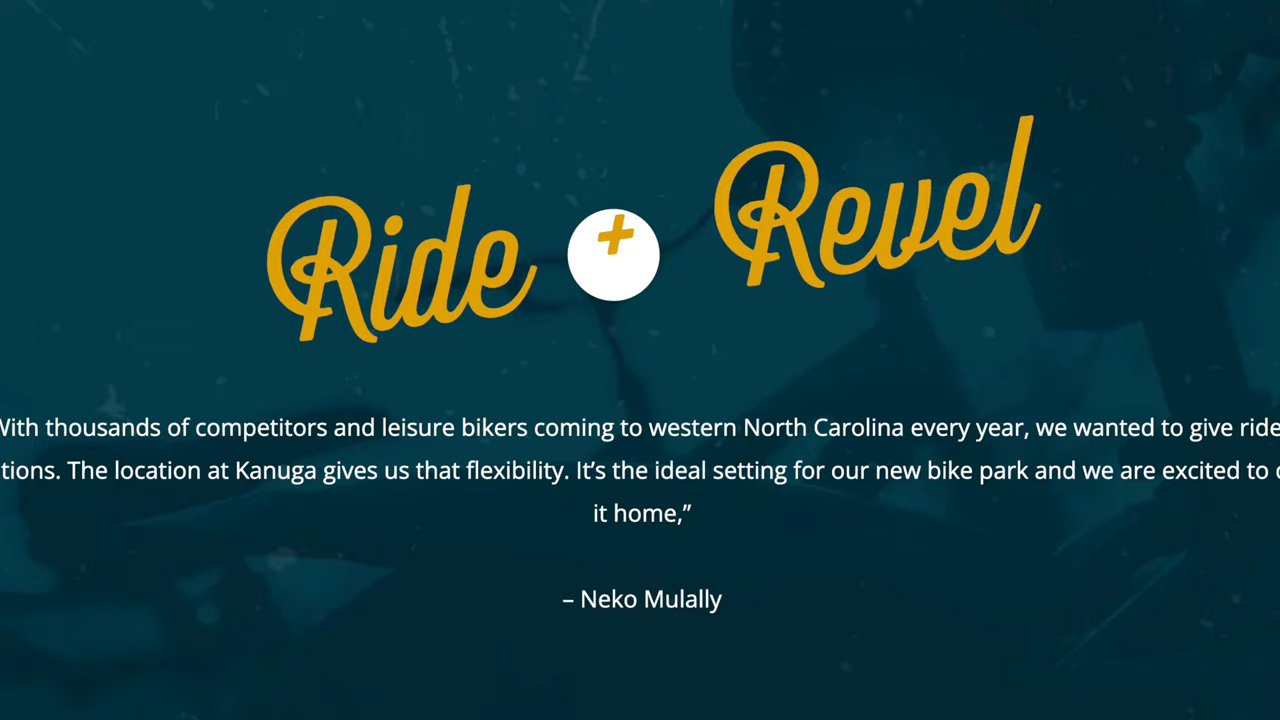 Ride + Revel
With thousands of competitors and leisure bikers coming to western North Carolina every year, we wanted to give ride
tions. The location at Kanuga gives us that flexibility. It’s the ideal setting for our new bike park and we are excited to
it home,”
– Neko Mulally